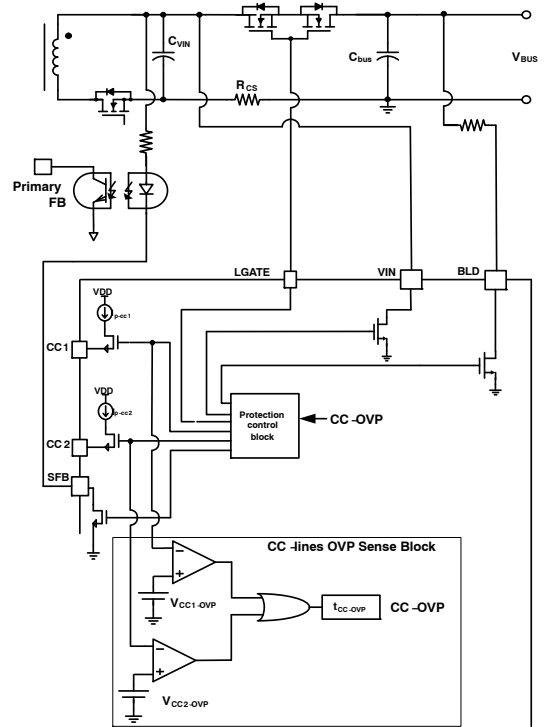 CVIN
Cbus
VBUS
RCS
Primary
FB
LGATE
VIN
BLD
VDD
Ip-cc1
CC1
VDD
Ip-cc2
CC2
SFB
Protection
control
block
CC-OVP
CC -lines OVP Sense Block
VCC1-OVP
tCC-OVP
CC-OVP
VCC2-OVP